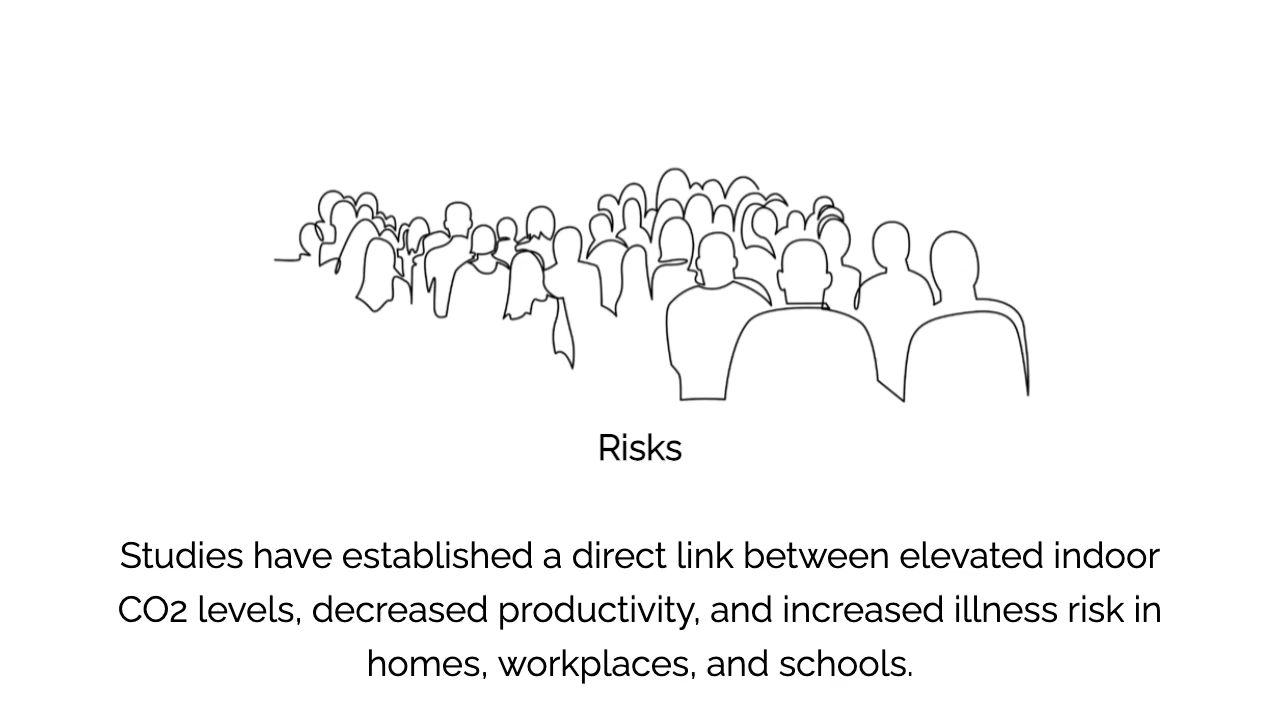 Risks
Studies have established a direct link between elevated indoor
CO2 levels, decreased productivity, and increased illness risk in
homes, workplaces, and schools.